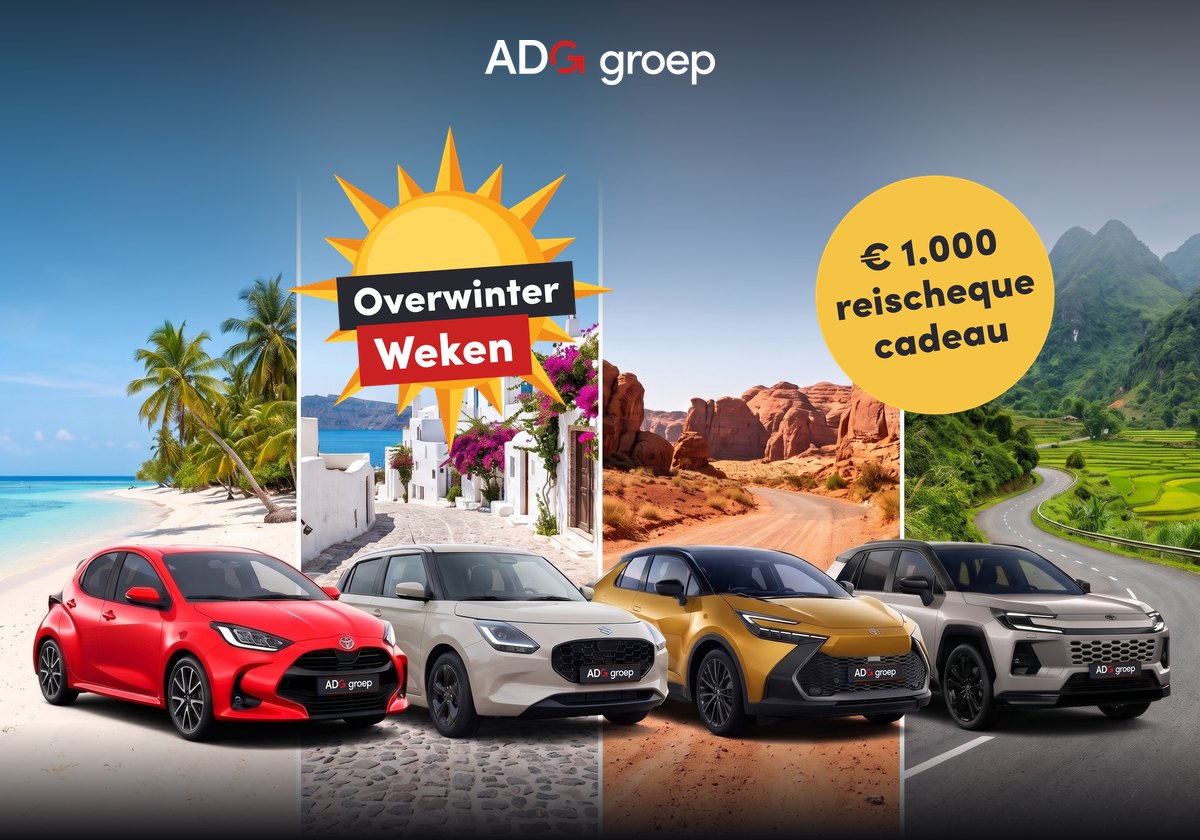 ADG groep
Overwinter
Weken
€ 1.000
reischeque
cadeau
ADG groep
ADG groep
ADG groep
ADG groep